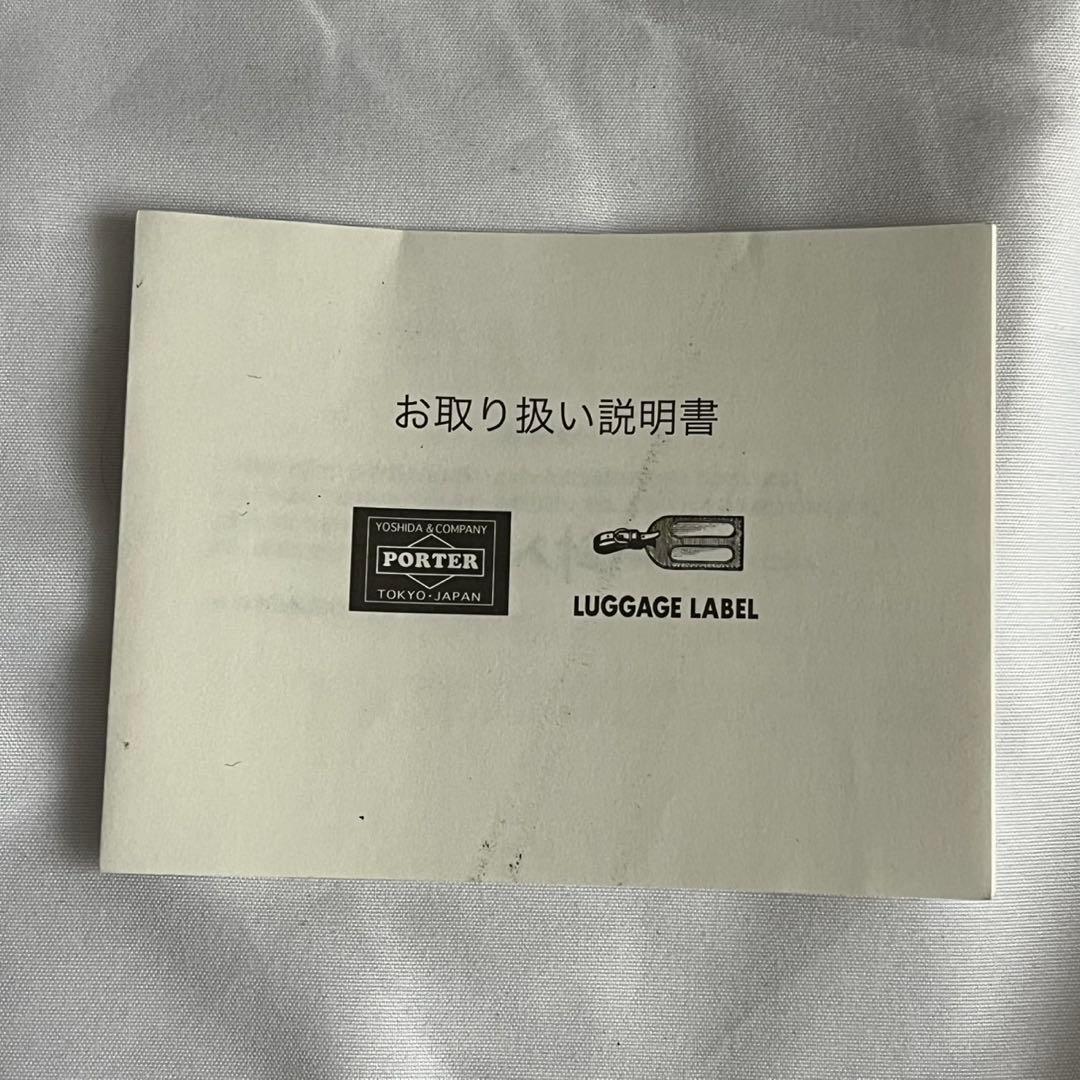 お取り扱い説明書
YOSHIDA & COMPANY
PORTER
TOKYO・JAPAN
LUGGAGE LABEL